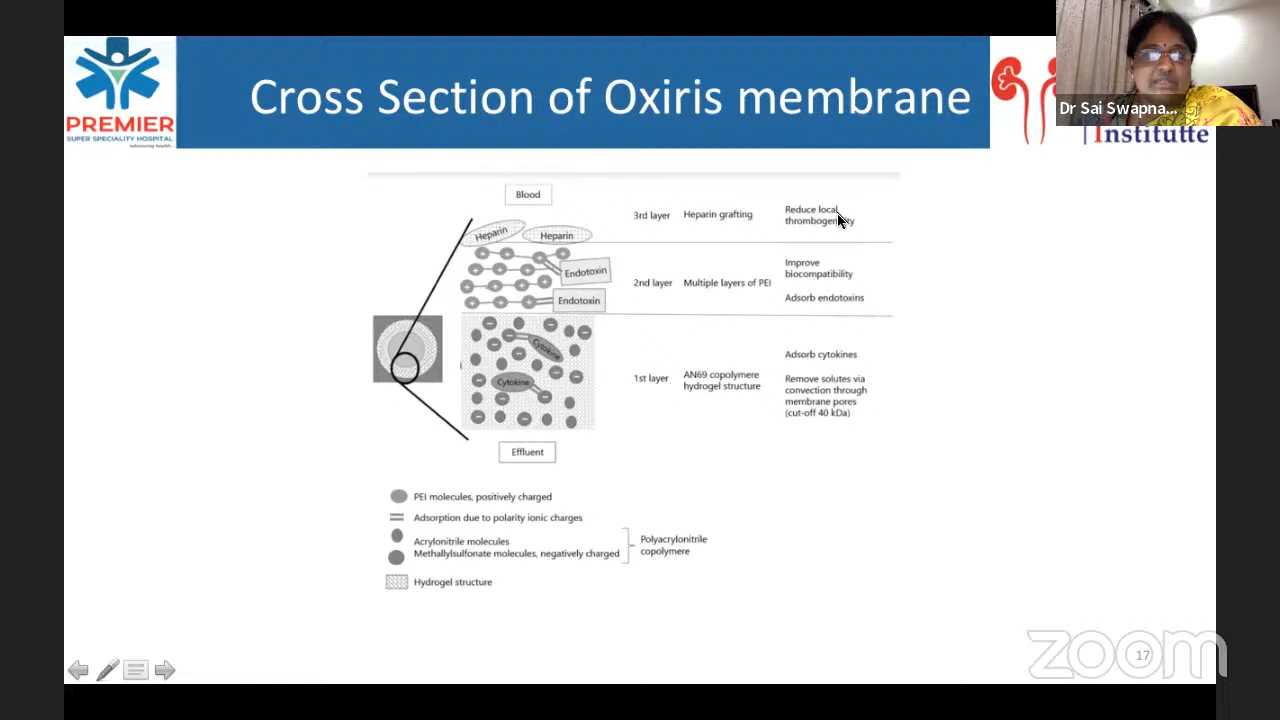 Cross Section of Oxiris membrane
PREMIER
SUPER SPECIALITY HOSPITAL
advancing health.
Dr Sai Swapna...
Institutte
Blood
Heparin
Heparin
3rd layer
Heparin grafting
Reduce local
Endotoxin
Endotoxin
2nd layer
Multiple layers of PEI
Improve
biocompatibility
Adsorb endotoxins
Cytokine
Cytokine
1st layer
AN69 copolymere
hydrogel structure
Adsorb cytokines
Remove solutes via
convection through
membrane pores
(cut-off 40 kDa)
Effluent
PEI molecules, positively charged
Adsorption due to polarity ionic charges
Acrylonitrile molecules
Methallylsulfonate molecules, negatively charged
Polyacrylonitrile
copolymere
Hydrogel structure
zoom
17